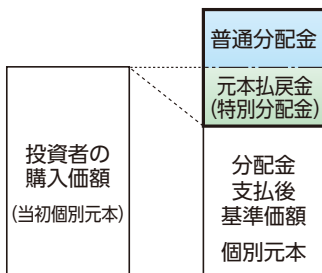 普通分配金
元本払戻金
(特別分配金)
投資者の
購入価額
(当初個別元本)
分配金
支払後
基準価額
個別元本